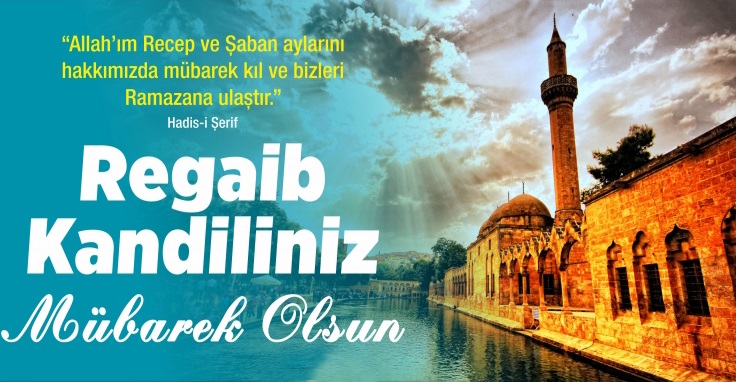 “Allah’ım Recep ve Şaban aylarını
hakkımızda mübarek kıl ve bizleri
Ramazana ulaştır.”
Hadis-i Şerif
Regaib
Kandiliniz
Mübarek Olsun